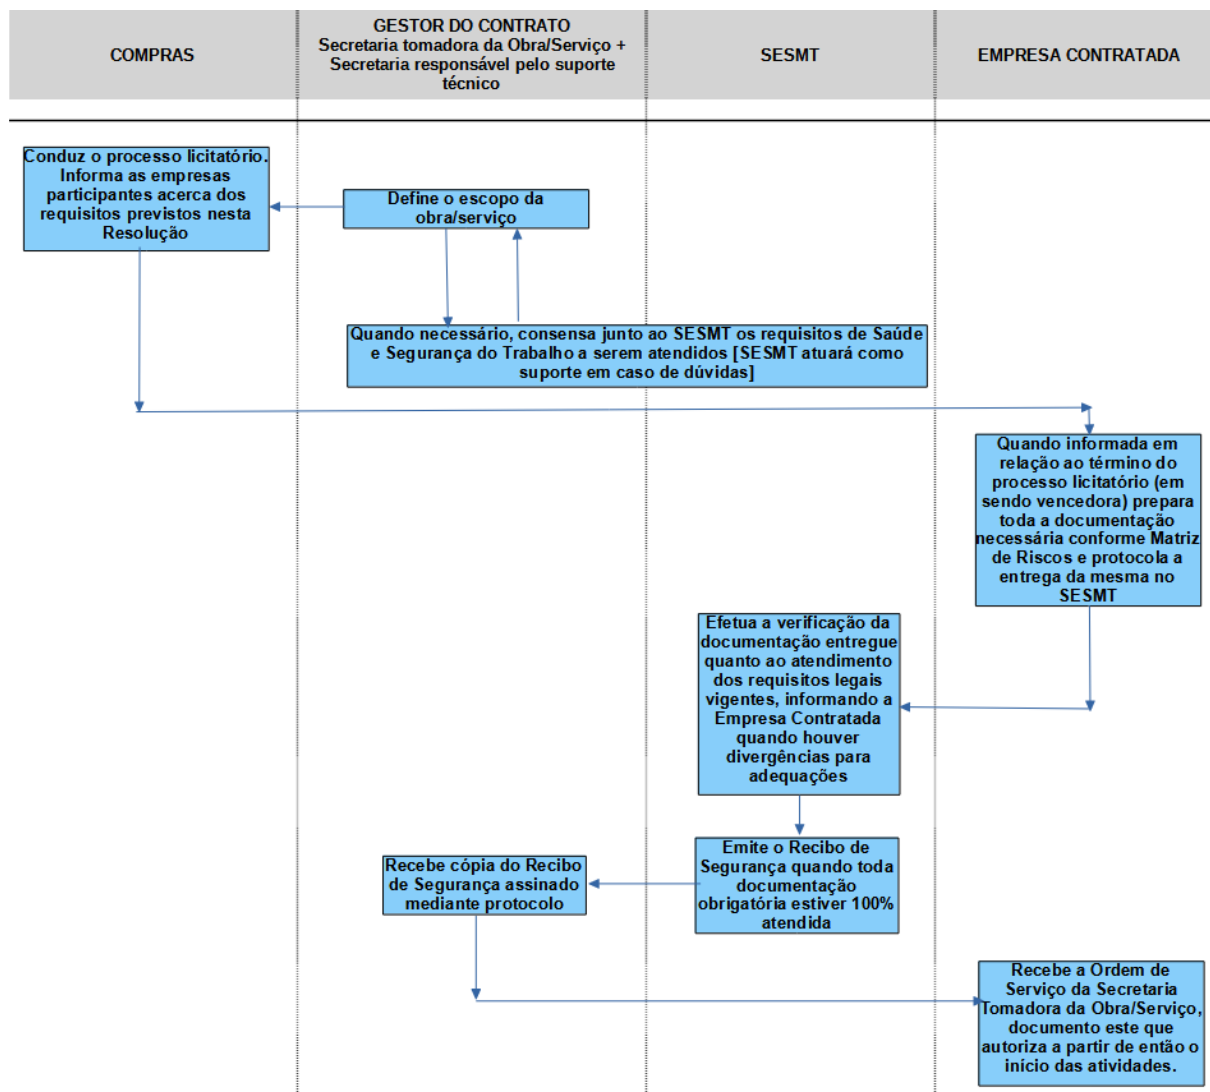 COMPRAS
GESTOR DO CONTRATO
Secretaria tomadora da Obra/Serviço +
Secretaria responsável pelo suporte
técnico
SESMT
EMPRESA CONTRATADA
Conduz o processo licitatório.
Informa as empresas
participantes acerca dos
requisitos previstos nesta
Resolução
Define o escopo da
obra/serviço
Quando necessário, consensa junto ao SESMT os requisitos de Saúde
e Segurança do Trabalho a serem atendidos [SESMT atuará como
suporte em caso de dúvidas]
Quando informada em
relação ao término do
processo licitatório (em
sendo vencedora) prepara
toda a documentação
necessária conforme Matriz
de Riscos e protocola a
entrega da mesma no
SESMT
Efetua a verificação da
documentação entregue
quanto ao atendimento
dos requisitos legais
vigentes, informando a
Empresa Contratada
quando houver
divergências para
adequações
Emite o Recibo de
Segurança quando toda
documentação
obrigatória estiver 100%
atendida
Recebe cópia do Recibo
de Segurança assinado
mediante protocolo
Recebe a Ordem de
Serviço da Secretaria
Tomadora da Obra/Serviço,
documento este que
autoriza a partir de então o
início das atividades.